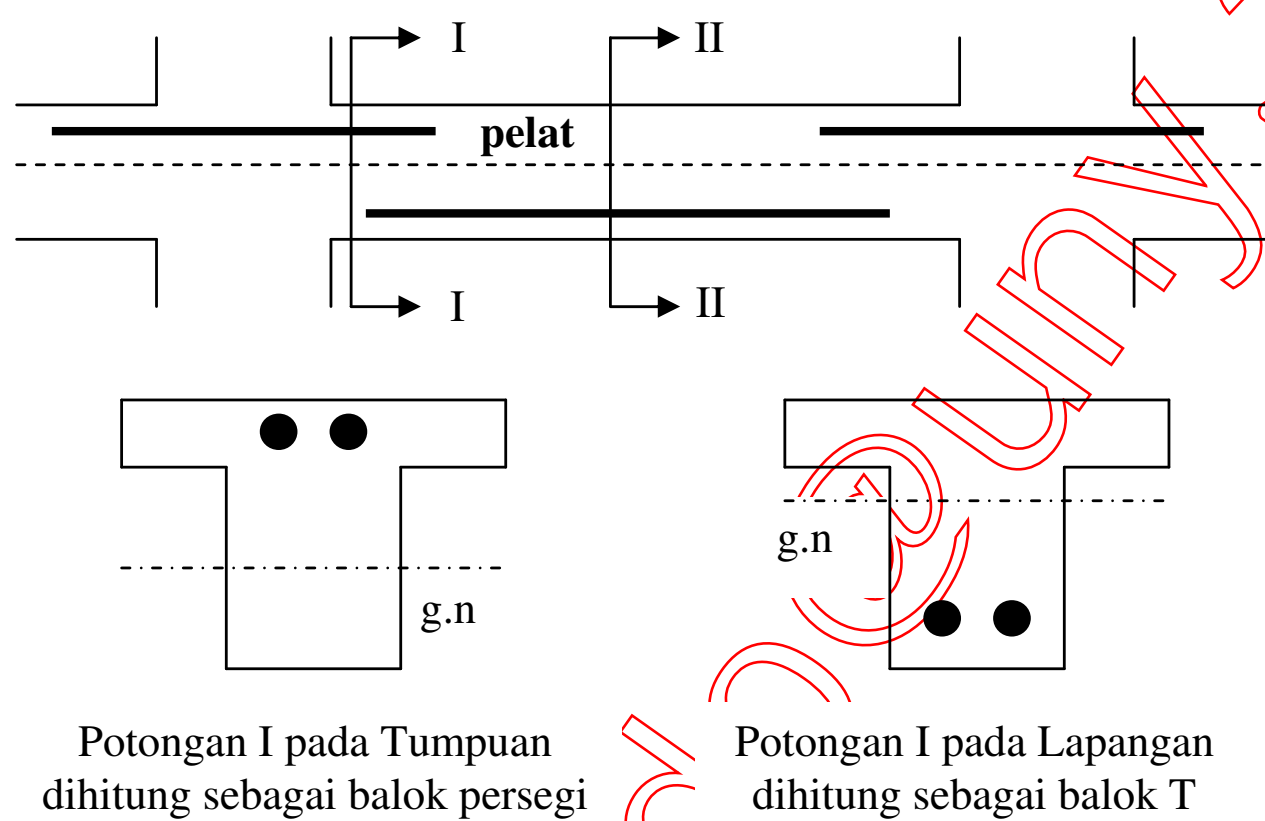 I II
pelat
I II
g.n
g.n
Potongan I pada Tumpuan
dihitung sebagai balok persegi
Potongan I pada Lapangan
dihitung sebagai balok T